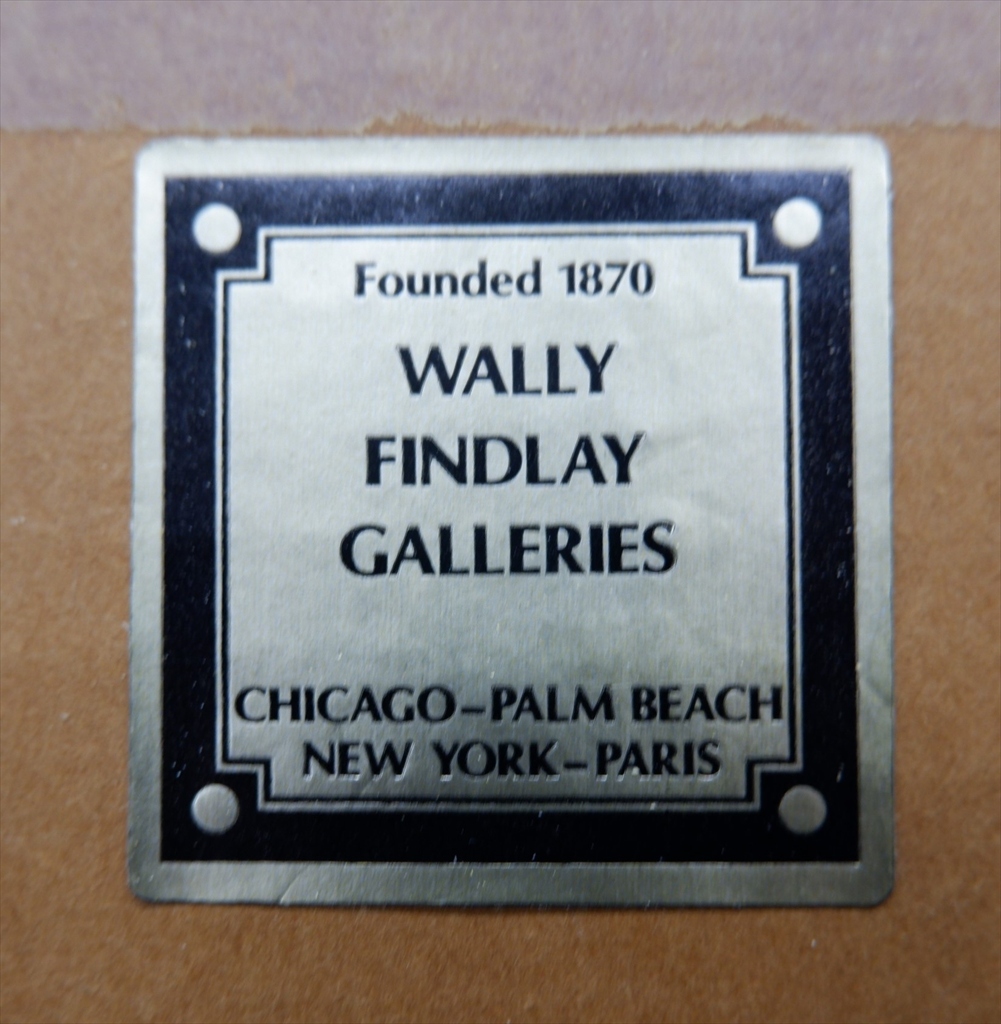 Founded 1870
WALLY
FINDLAY
GALLERIES
CHICAGO–PALM BEACH
NEW YORK–PARIS